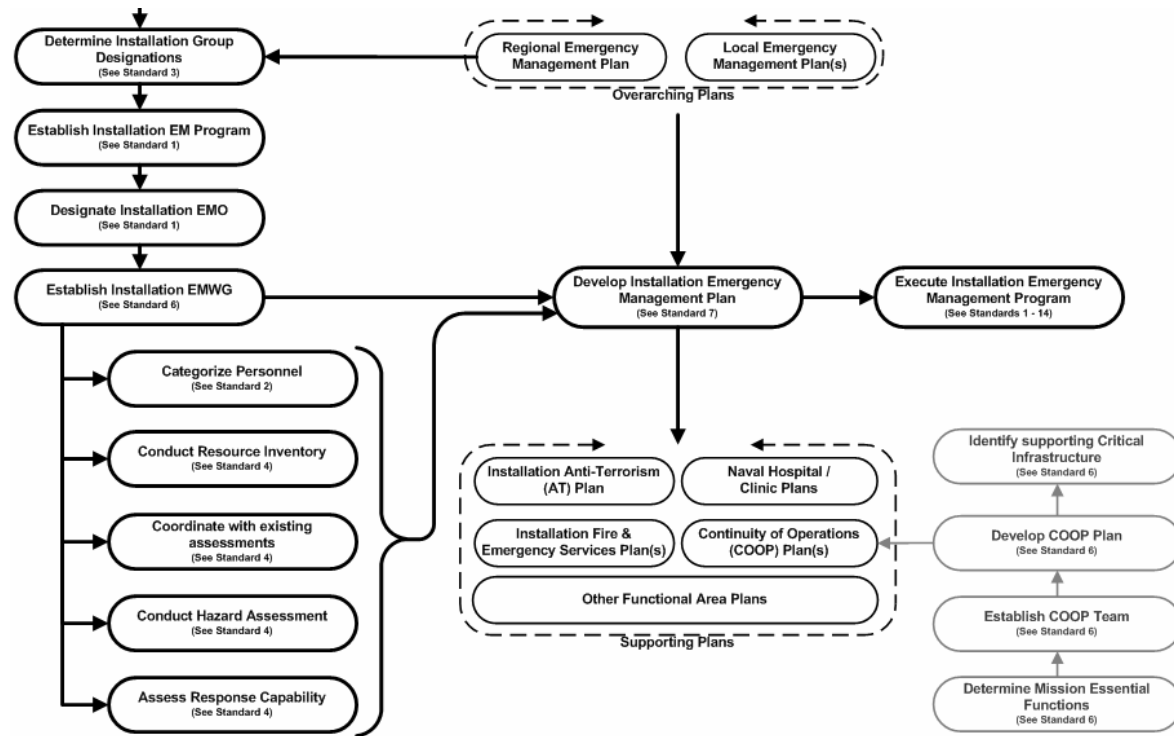 Determine Installation Group
Designations
(See Standard 3)
Establish Installation EM Program
(See Standard 1)
Designate Installation EMO
(See Standard 1)
Establish Installation EMWG
(See Standard 6)
Categorize Personnel
(See Standard 2)
Conduct Resource Inventory
(See Standard 4)
Coordinate with existing
assessments
(See Standard 4)
Conduct Hazard Assessment
(See Standard 4)
Assess Response Capability
(See Standard 4)
Regional Emergency
Management Plan
Local Emergency
Management Plan(s)
Overarching Plans
Develop Installation Emergency
Management Plan
(See Standard 7)
Execute Installation Emergency
Management Program
(See Standards 1 - 14)
Installation Anti-Terrorism
(AT) Plan
Naval Hospital /
Clinic Plans
Installation Fire &
Emergency Services Plan(s)
Continuity of Operations
(COOP) Plan(s)
Other Functional Area Plans
Supporting Plans
Identify supporting Critical
Infrastructure
(See Standard 6)
Develop COOP Plan
(See Standard 6)
Establish COOP Team
(See Standard 6)
Determine Mission Essential
Functions
(See Standard 6)